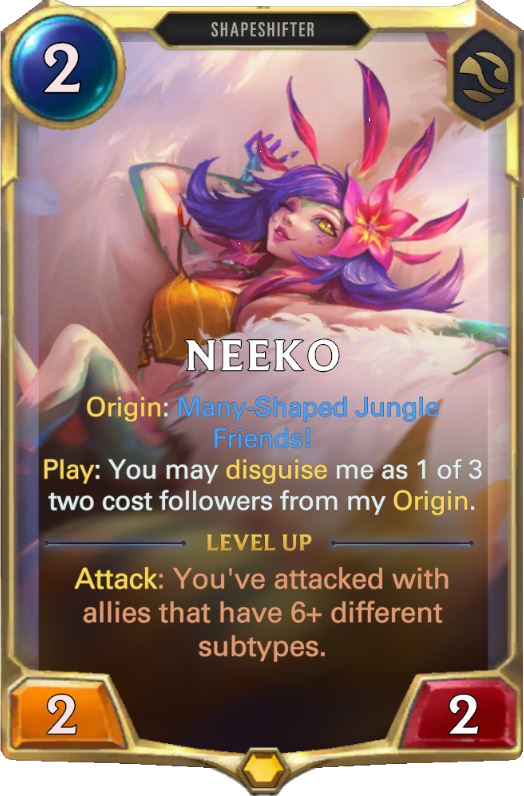 SHAPESHIFTER
2
NEEKO
Origin: Many-Shaped Jungle
Friends!
Play: You may disguise me as 1 of 3
two cost followers from my Origin.
LEVEL UP
Attack: You've attacked with
allies that have 6+ different
subtypes.
2
2